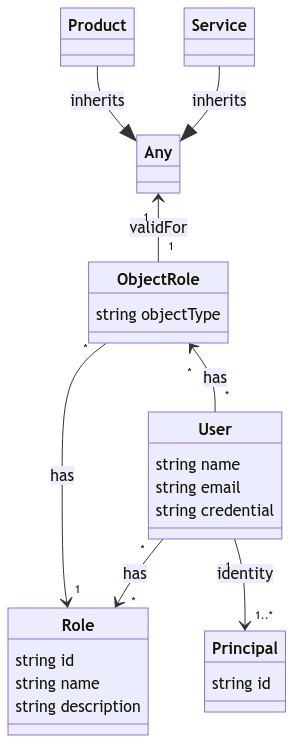 Product
Service
inherits
inherits
Any
1
validFor
1
ObjectRole
string objectType
*
*
has
*
User
string name
string email
string credential
has
1
*
has
*
1
identity
1..*
Role
string id
string name
string description
Principal
string id